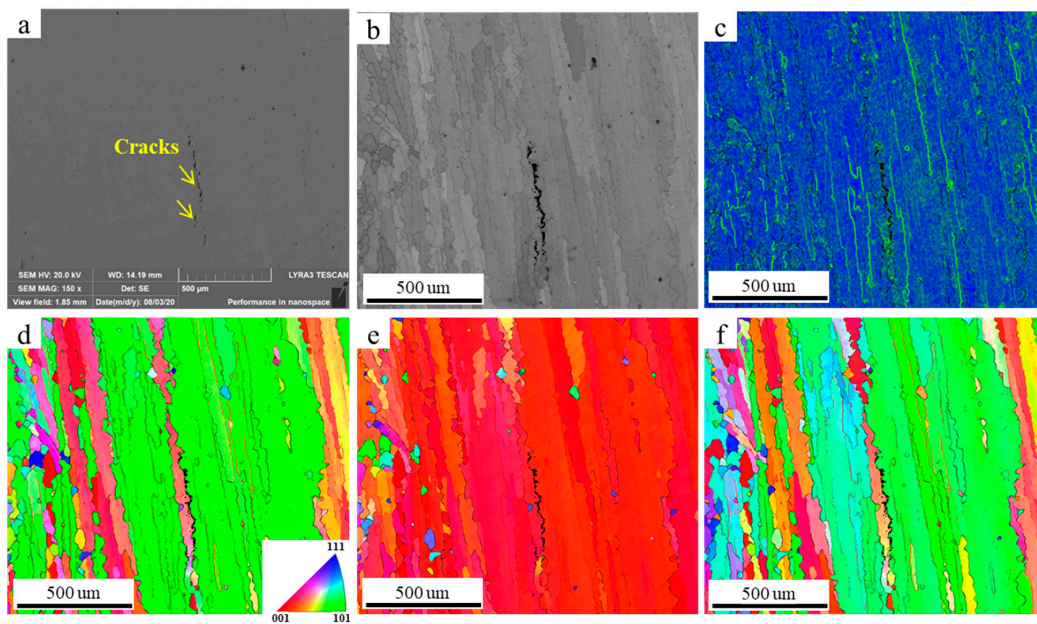 a
Cracks
SEM HV: 20.0 kV WD: 14.19 mm LYRA3 TESCAN
SEM MAG: 150 x Det: SE 500 µm
View field: 1.85 mm Date(m/d/y): 08/03/20 Performance in nanospace
b
500 um
c
500 um
d
500 um
111
001 101
e
500 um
f
500 um